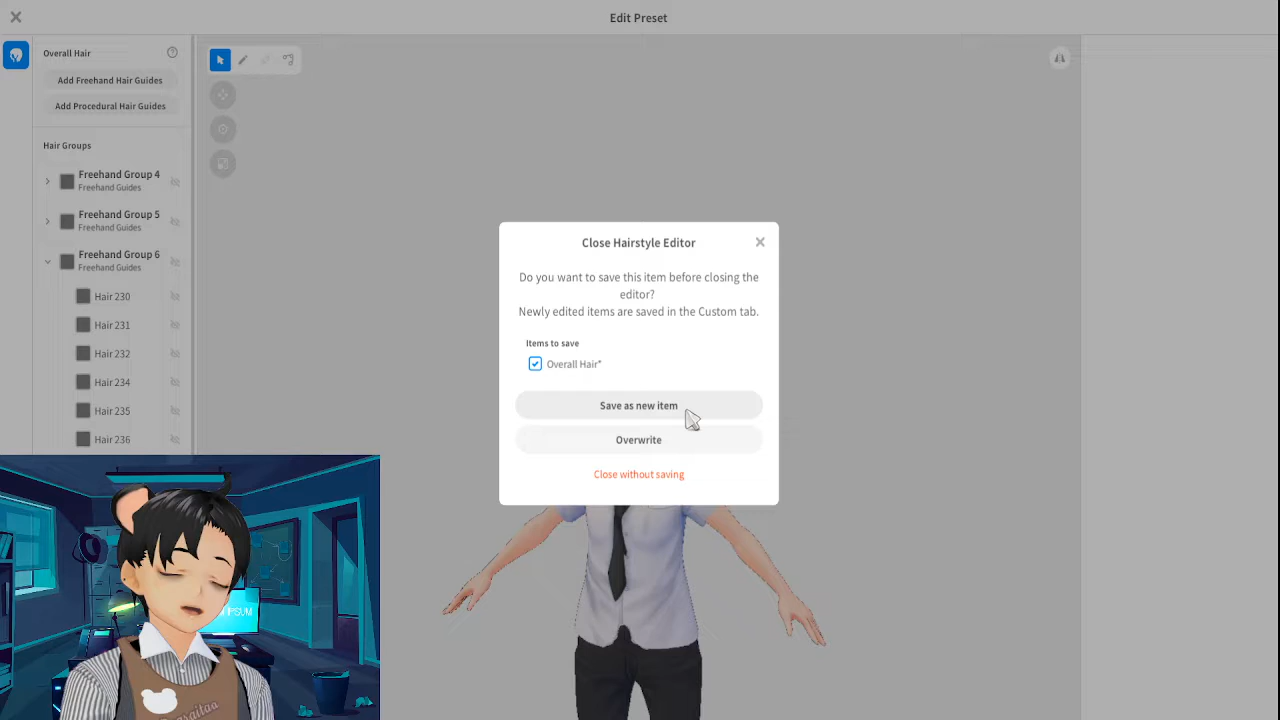 Edit Preset
Overall Hair
Add Freehand Hair Guides
Add Procedural Hair Guides
Hair Groups
Freehand Group 4
Freehand Guides
Freehand Group 5
Freehand Guides
Freehand Group 6
Freehand Guides
Hair 230
Hair 231
Hair 232
Hair 234
Hair 235
Hair 236
Close Hairstyle Editor
Do you want to save this item before closing the
editor?
Newly edited items are saved in the Custom tab.
Items to save
Overall Hair*
Save as new item
Overwrite
Close without saving